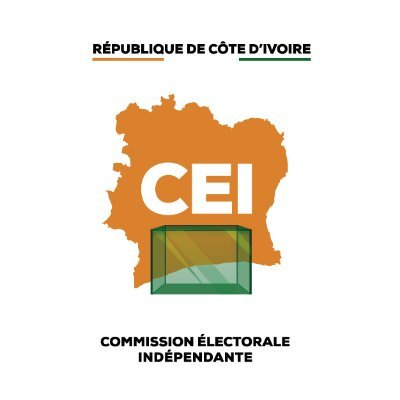 RÉPUBLIQUE DE CÔTE D'IVOIRE
CEI
COMMISSION ÉLECTORALE
INDÉPENDANTE